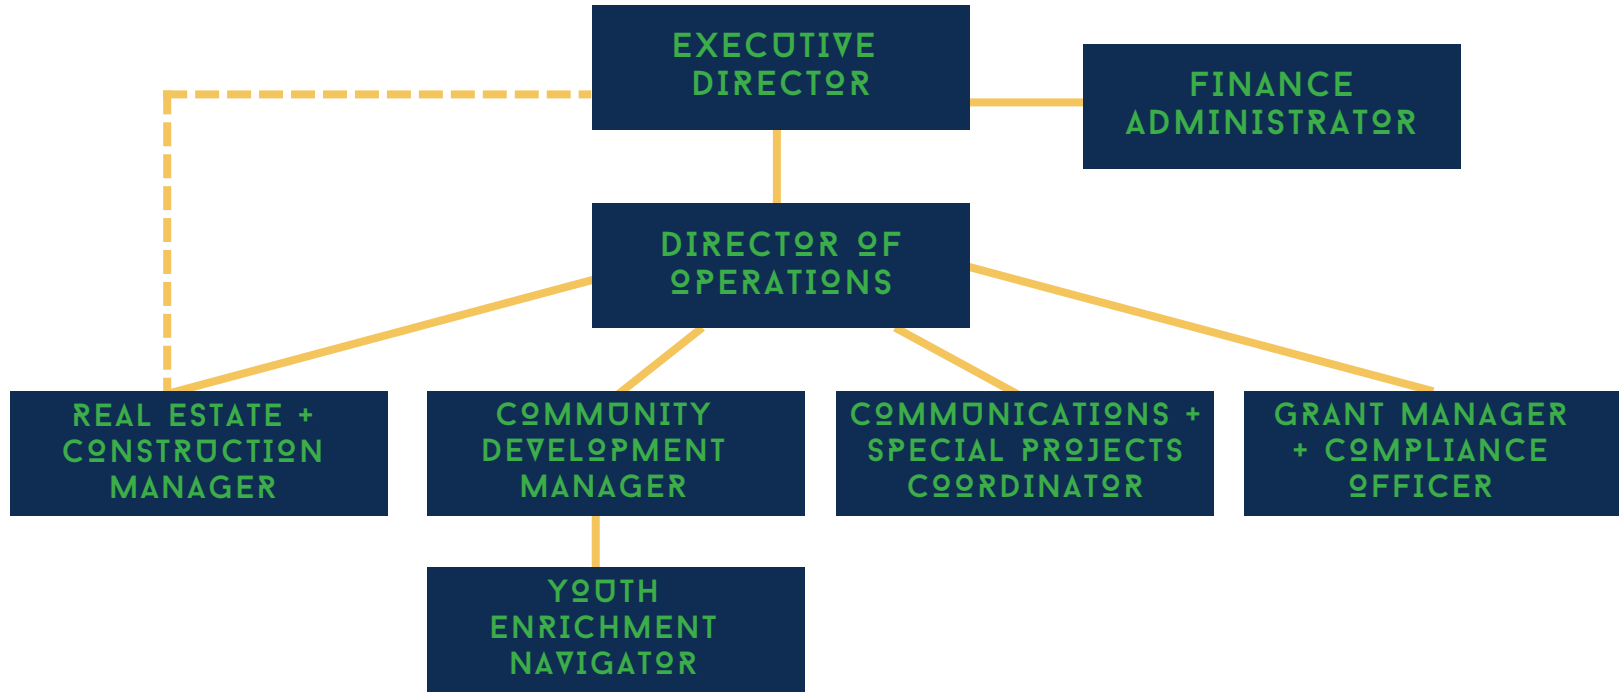 EXECUTIVE
DIRECTOR
FINANCE
ADMINISTRATOR
DIRECTOR OF
OPERATIONS
REAL ESTATE +
CONSTRUCTION
MANAGER
COMMUNITY
DEVELOPMENT
MANAGER
COMMUNICATIONS +
SPECIAL PROJECTS
COORDINATOR
GRANT MANAGER
+ COMPLIANCE
OFFICER
YOUTH
ENRICHMENT
NAVIGATOR